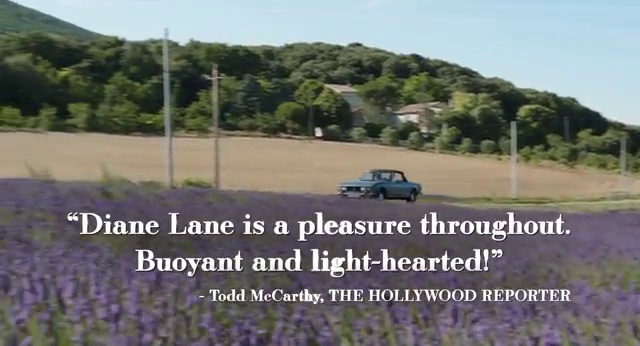 “Diane Lane is a pleasure throughout.
Buoyant and light-hearted!”
- Todd McCarthy, THE HOLLYWOOD REPORTER